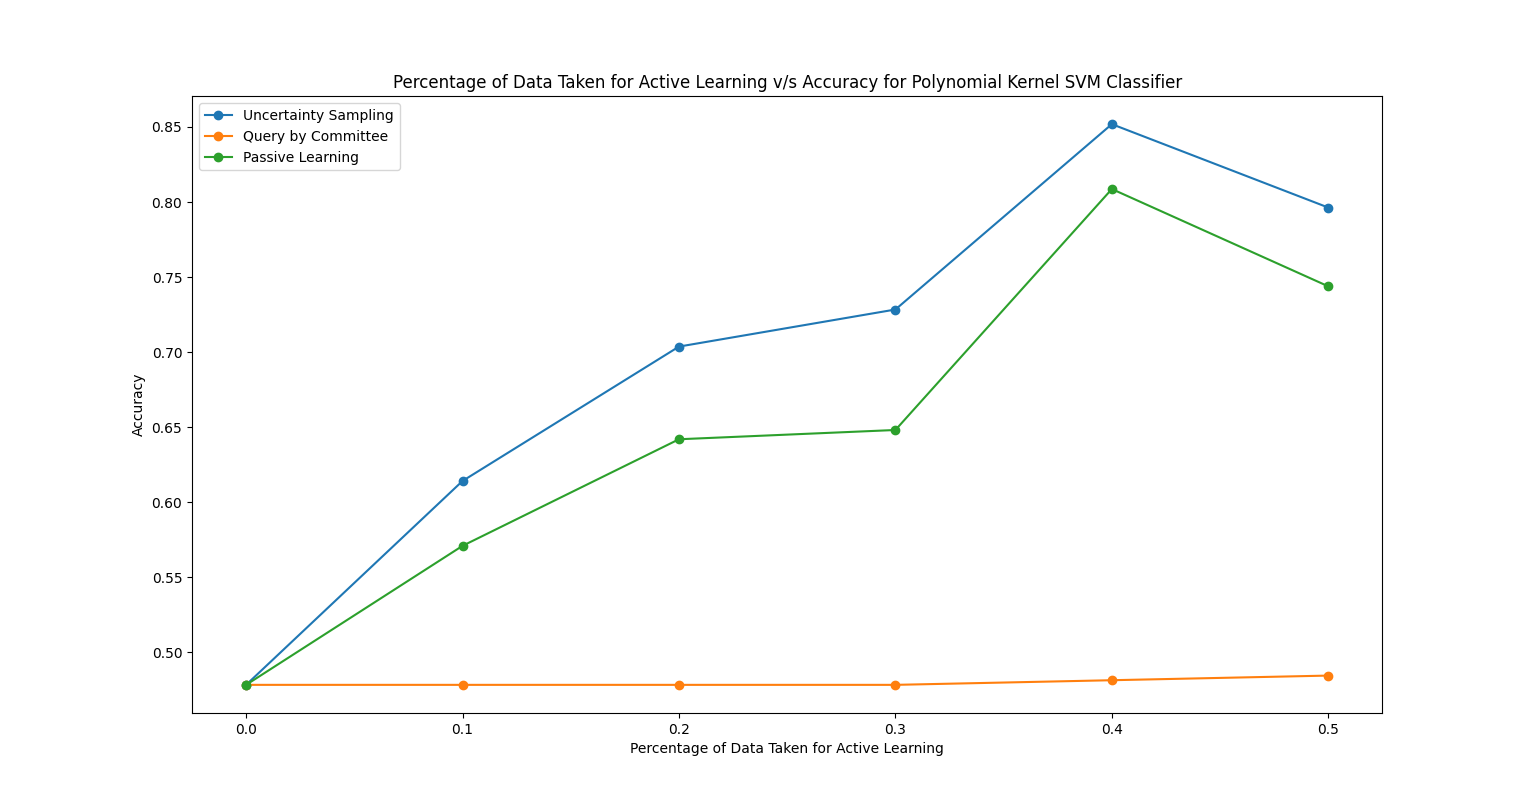 Percentage of Data Taken for Active Learning v/s Accuracy for Polynomial Kernel SVM Classifier
Uncertainty Sampling
Query by Committee
Passive Learning
0.85
0.80
0.75
0.70
0.65
0.60
0.55
0.50
Accuracy
0.0 0.1 0.2 0.3 0.4 0.5
Percentage of Data Taken for Active Learning